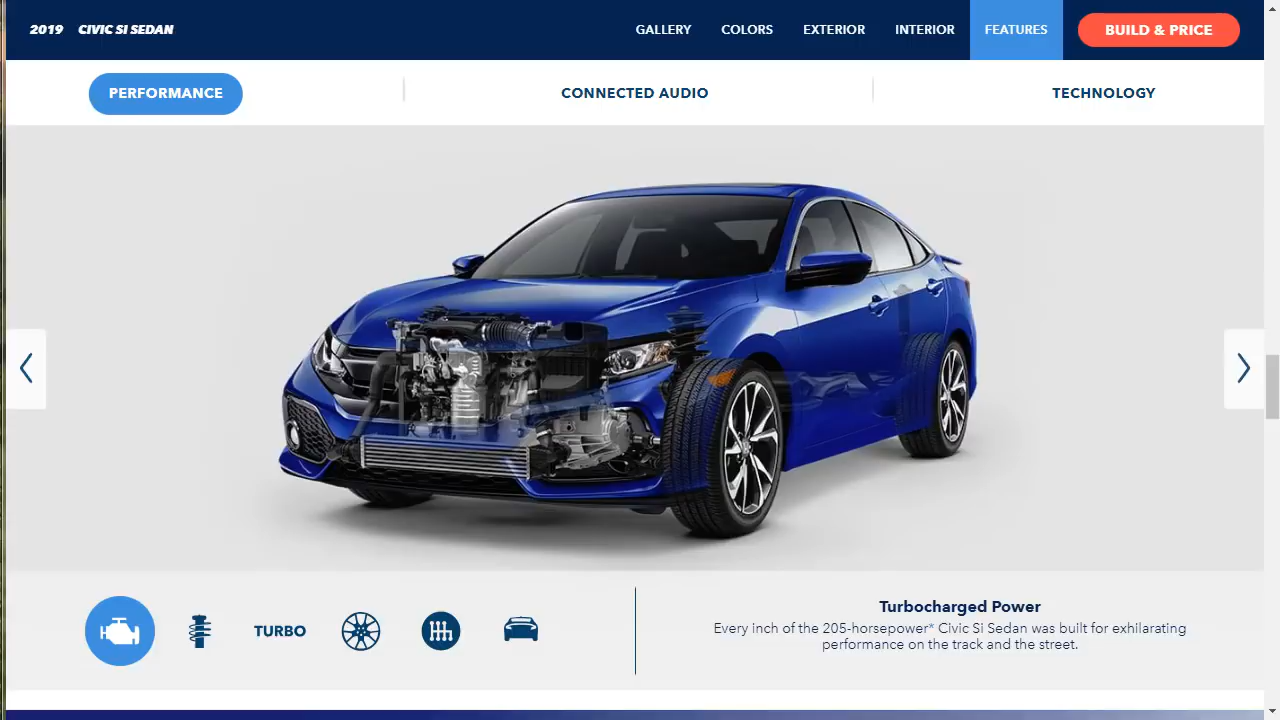 2019 CIVIC SI SEDAN
GALLERY COLORS EXTERIOR INTERIOR FEATURES BUILD & PRICE
PERFORMANCE CONNECTED AUDIO TECHNOLOGY
TURBO
Turbocharged Power
Every inch of the 205-horsepower* Civic Si Sedan was built for exhilarating
performance on the track and the street.